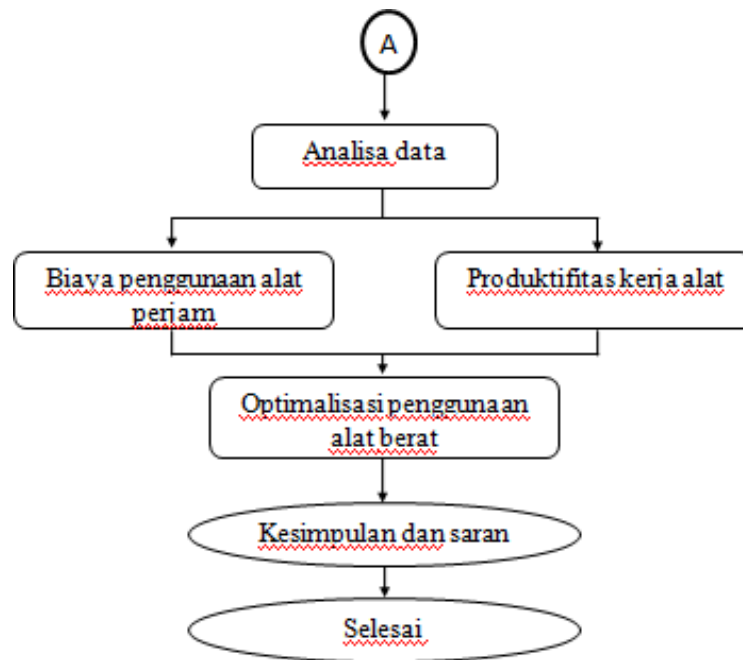 A
Analisa data
Biaya penggunaan alat
perjam
Produktifitas kerja alat
Optimalisasi penggunaan
alat berat
Kesimpulan dan saran
Selesai